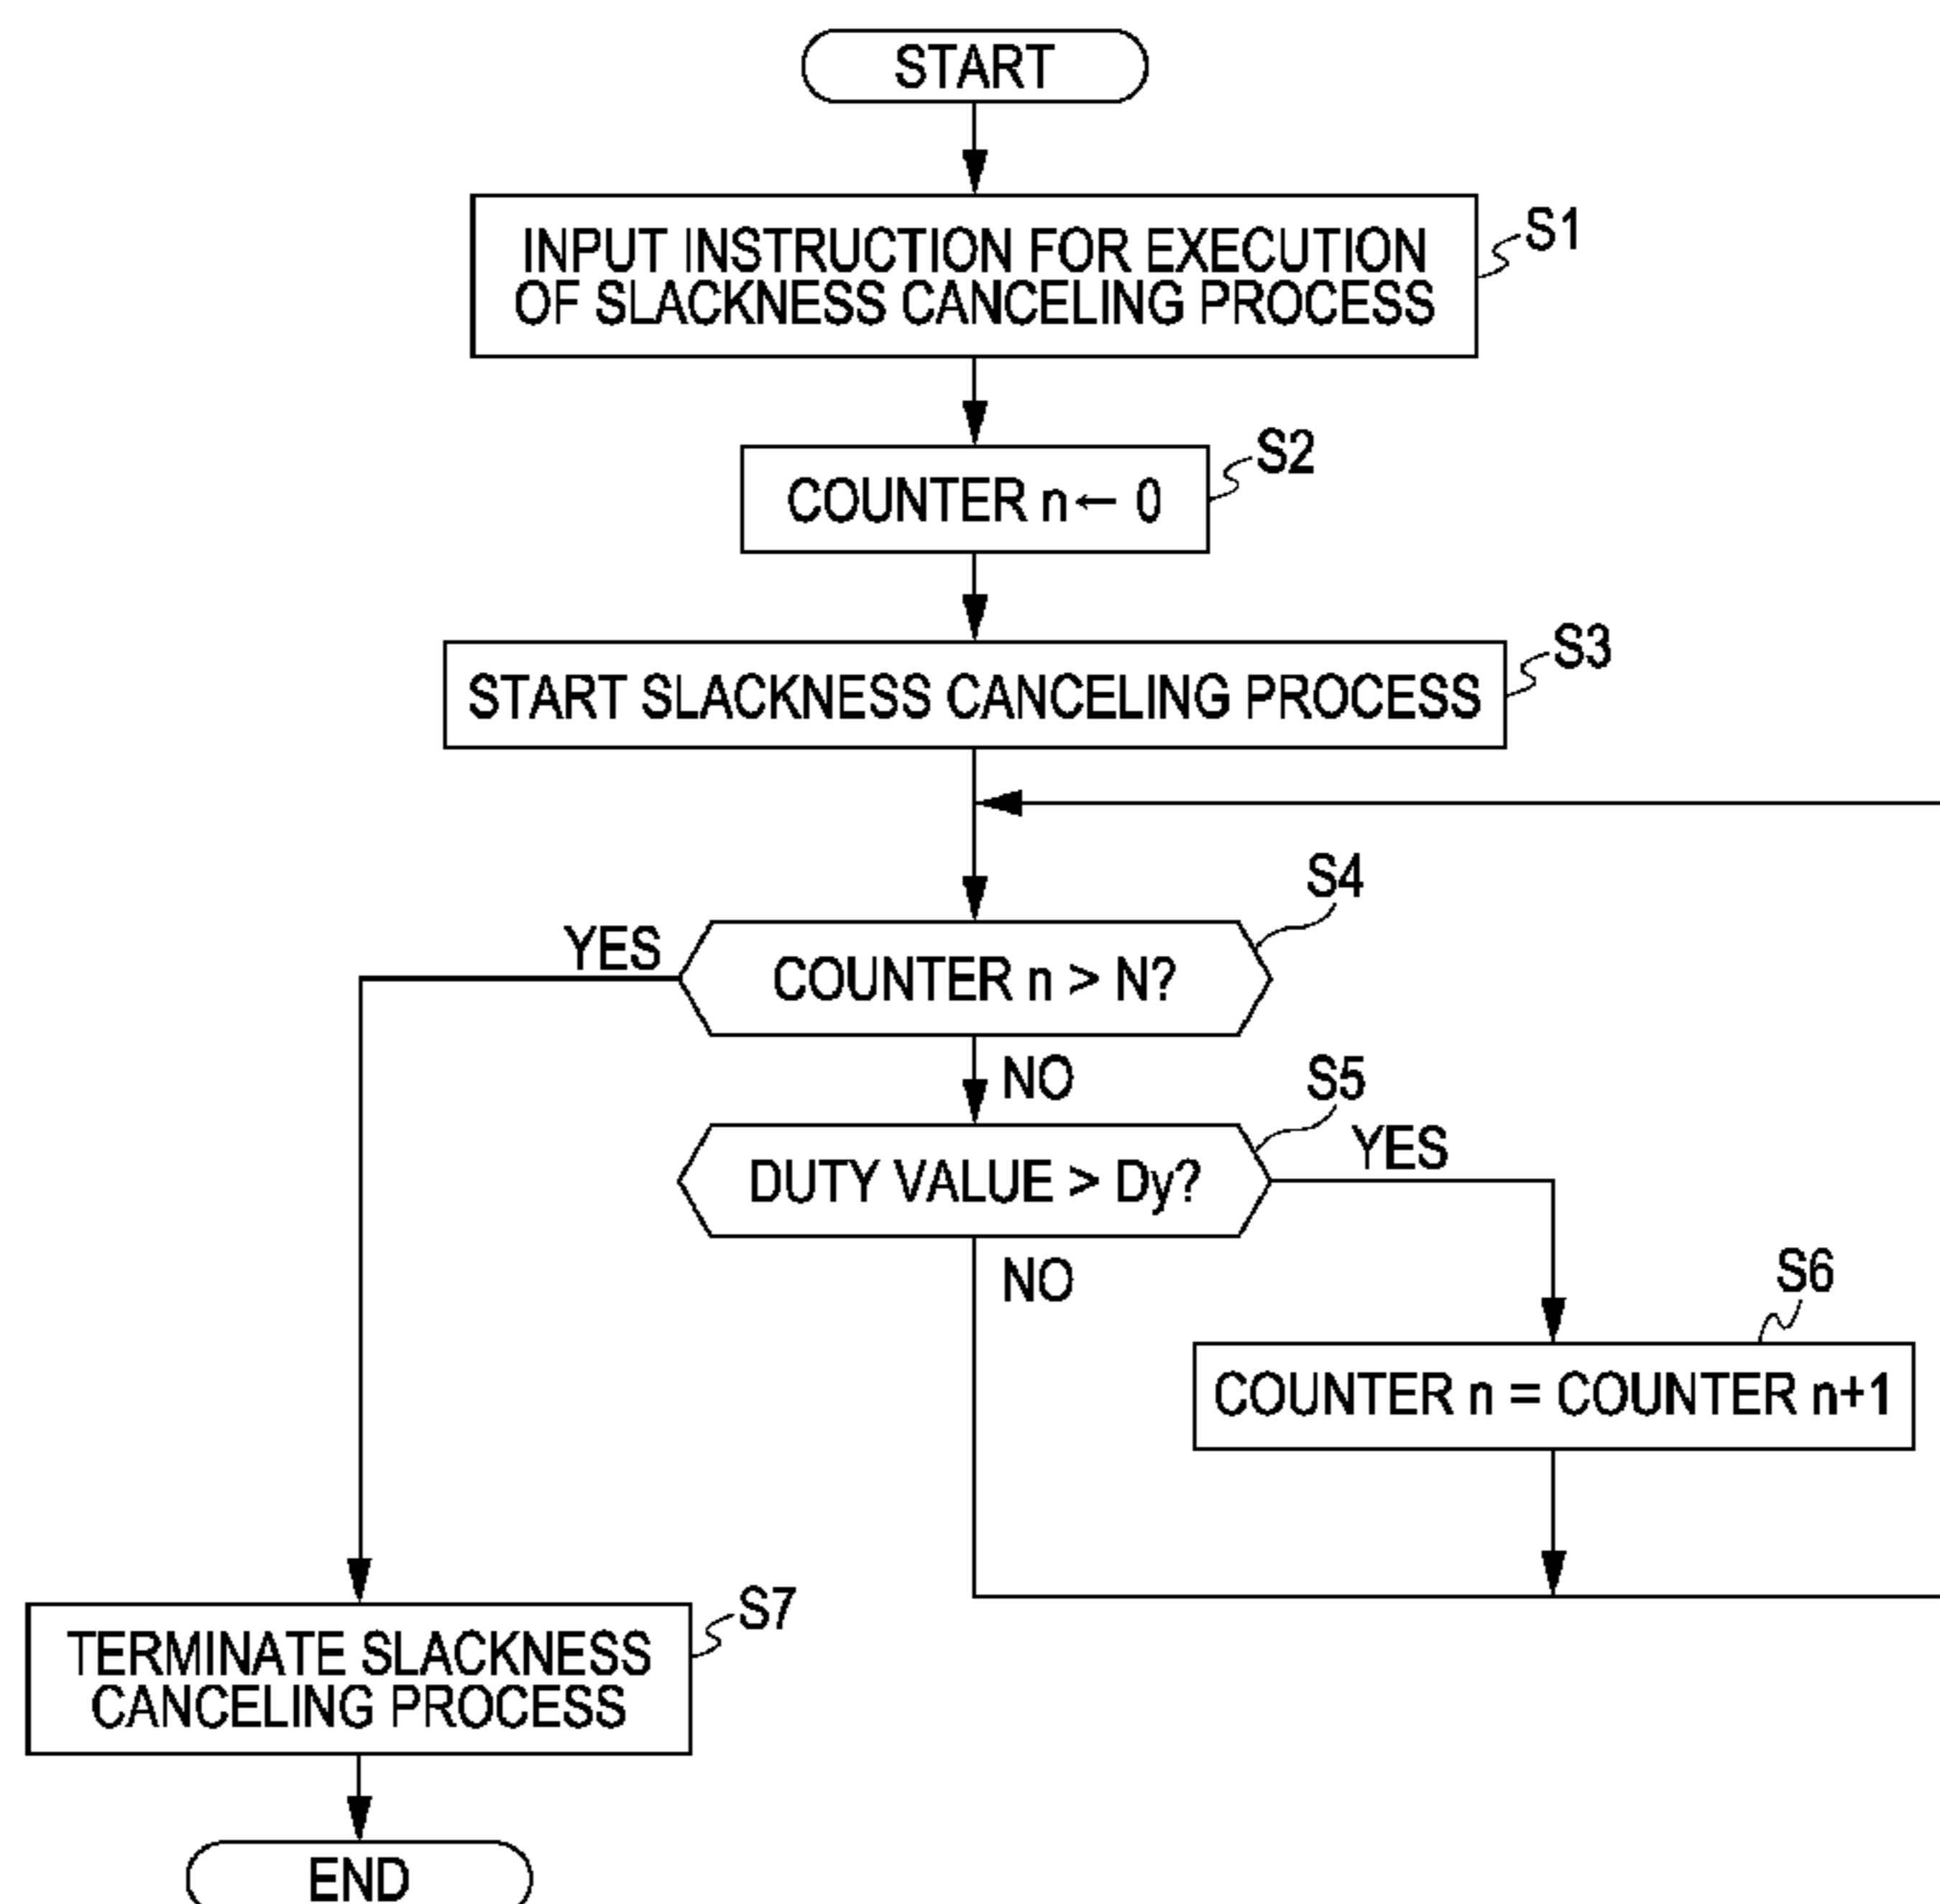 START
INPUT INSTRUCTION FOR EXECUTION
OF SLACKNESS CANCELING PROCESS
S1
COUNTER n ← 0
S2
START SLACKNESS CANCELING PROCESS
S3
S4
YES
COUNTER n > N?
NO
S5
DUTY VALUE > Dy?
YES
NO
S6
COUNTER n = COUNTER n+1
S7
TERMINATE SLACKNESS
CANCELING PROCESS
END